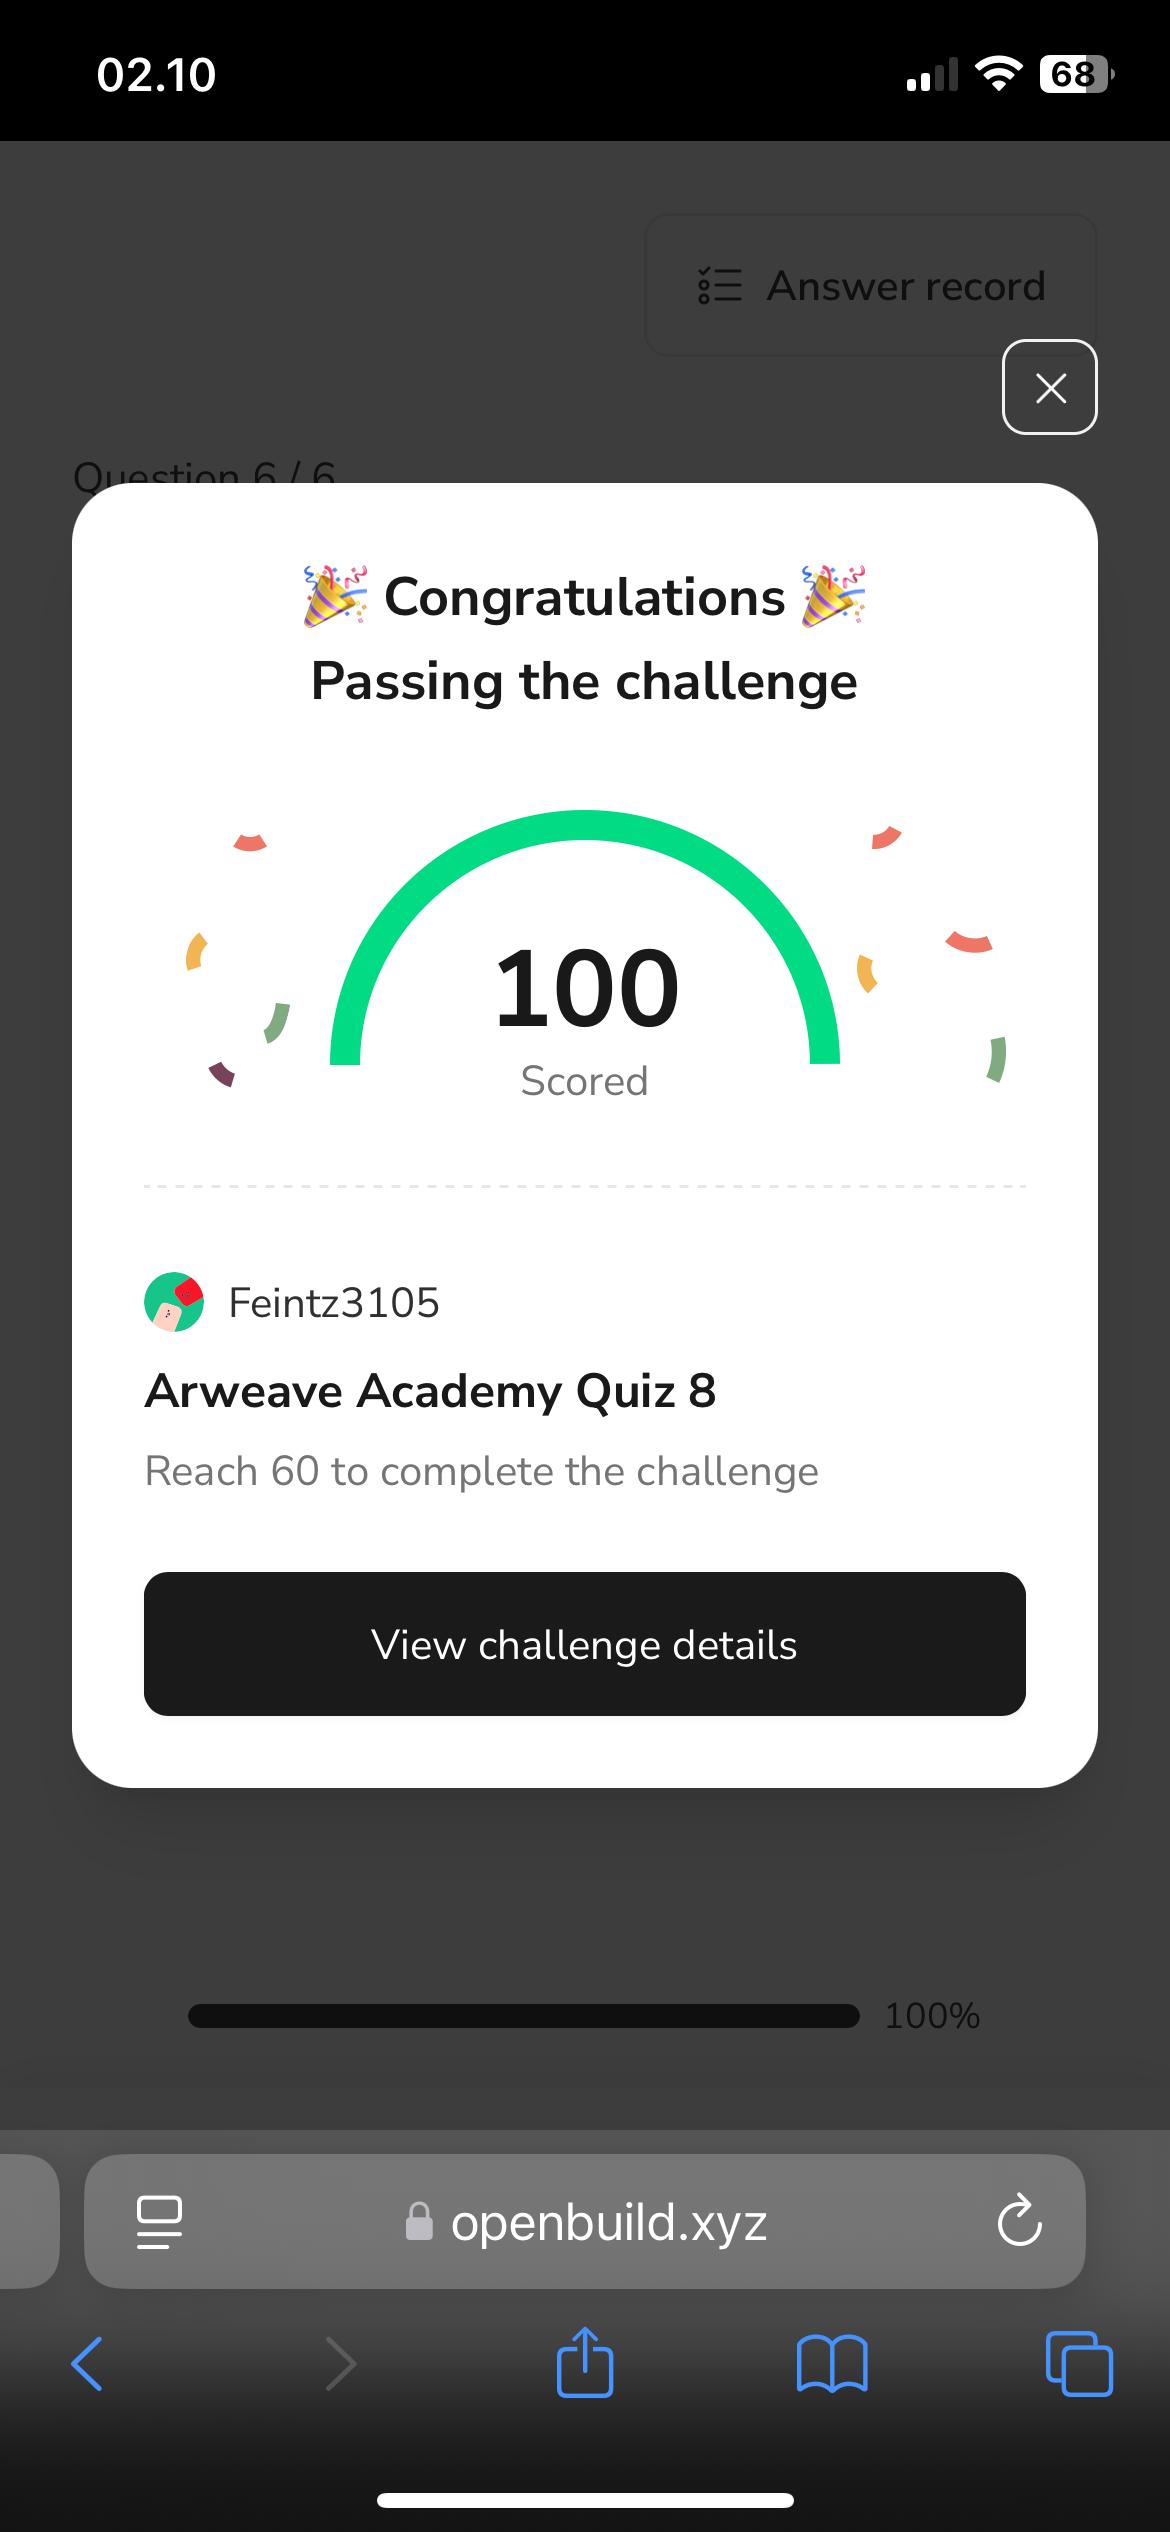 02.10
68
Answer record
Question 6 / 6
🎉 Congratulations 🎉
Passing the challenge
100
Scored
Feintz3105
Arweave Academy Quiz 8
Reach 60 to complete the challenge
View challenge details
100%
openbuild.xyz